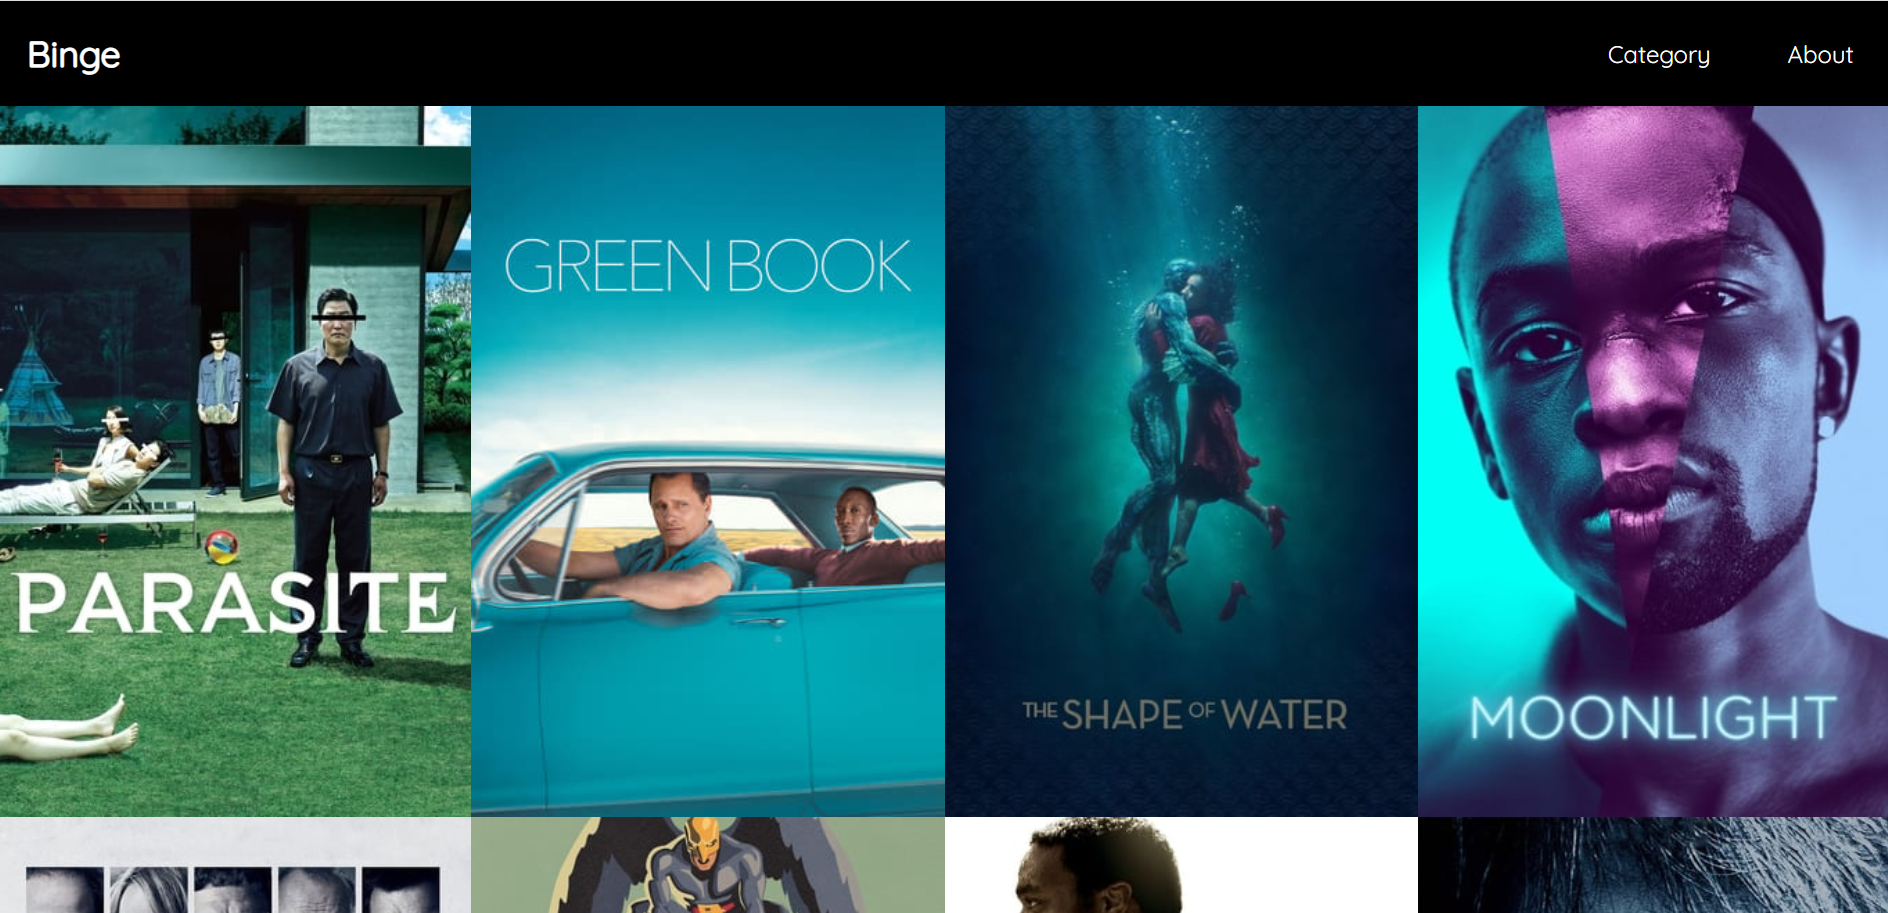 Binge
Category
About
PARASITE
GREEN BOOK
THE SHAPE OF WATER
MOONLIGHT